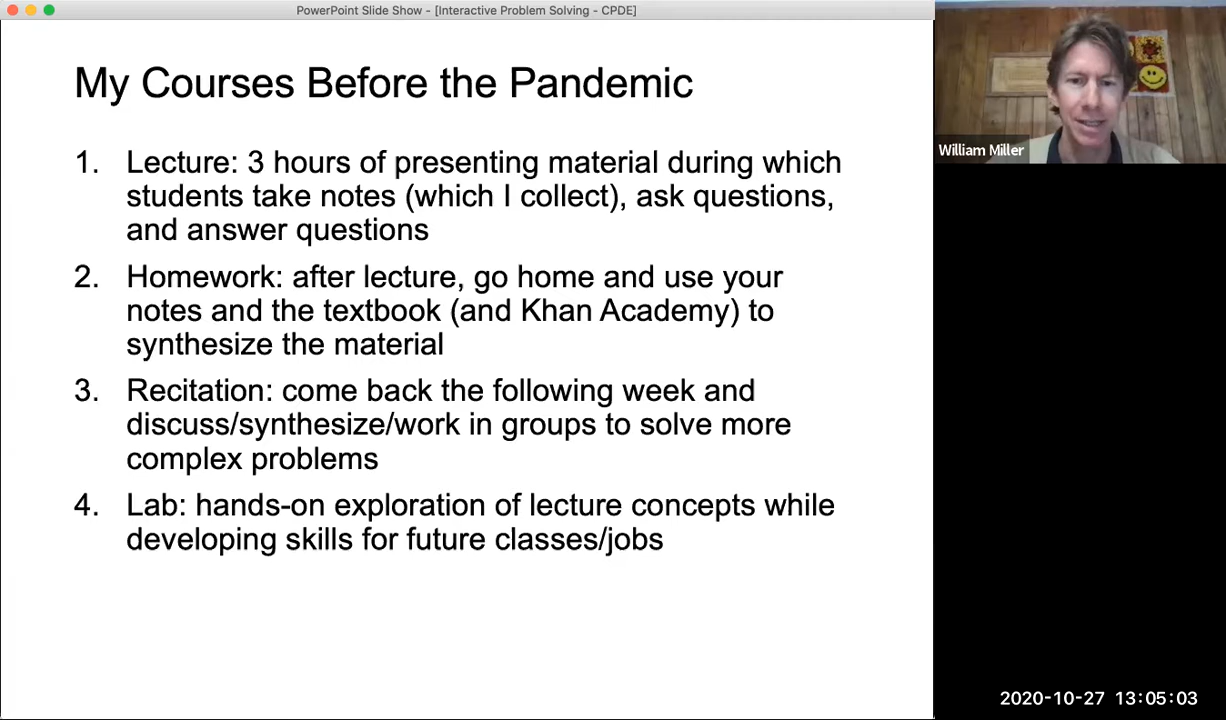 PowerPoint Slide Show - [Interactive Problem Solving - CPDE]
My Courses Before the Pandemic
1. Lecture: 3 hours of presenting material during which
students take notes (which I collect), ask questions,
and answer questions
2. Homework: after lecture, go home and use your
notes and the textbook (and Khan Academy) to
synthesize the material
3. Recitation: come back the following week and
discuss/synthesize/work in groups to solve more
complex problems
4. Lab: hands-on exploration of lecture concepts while
developing skills for future classes/jobs
William Miller
2020-10-27 13:05:03